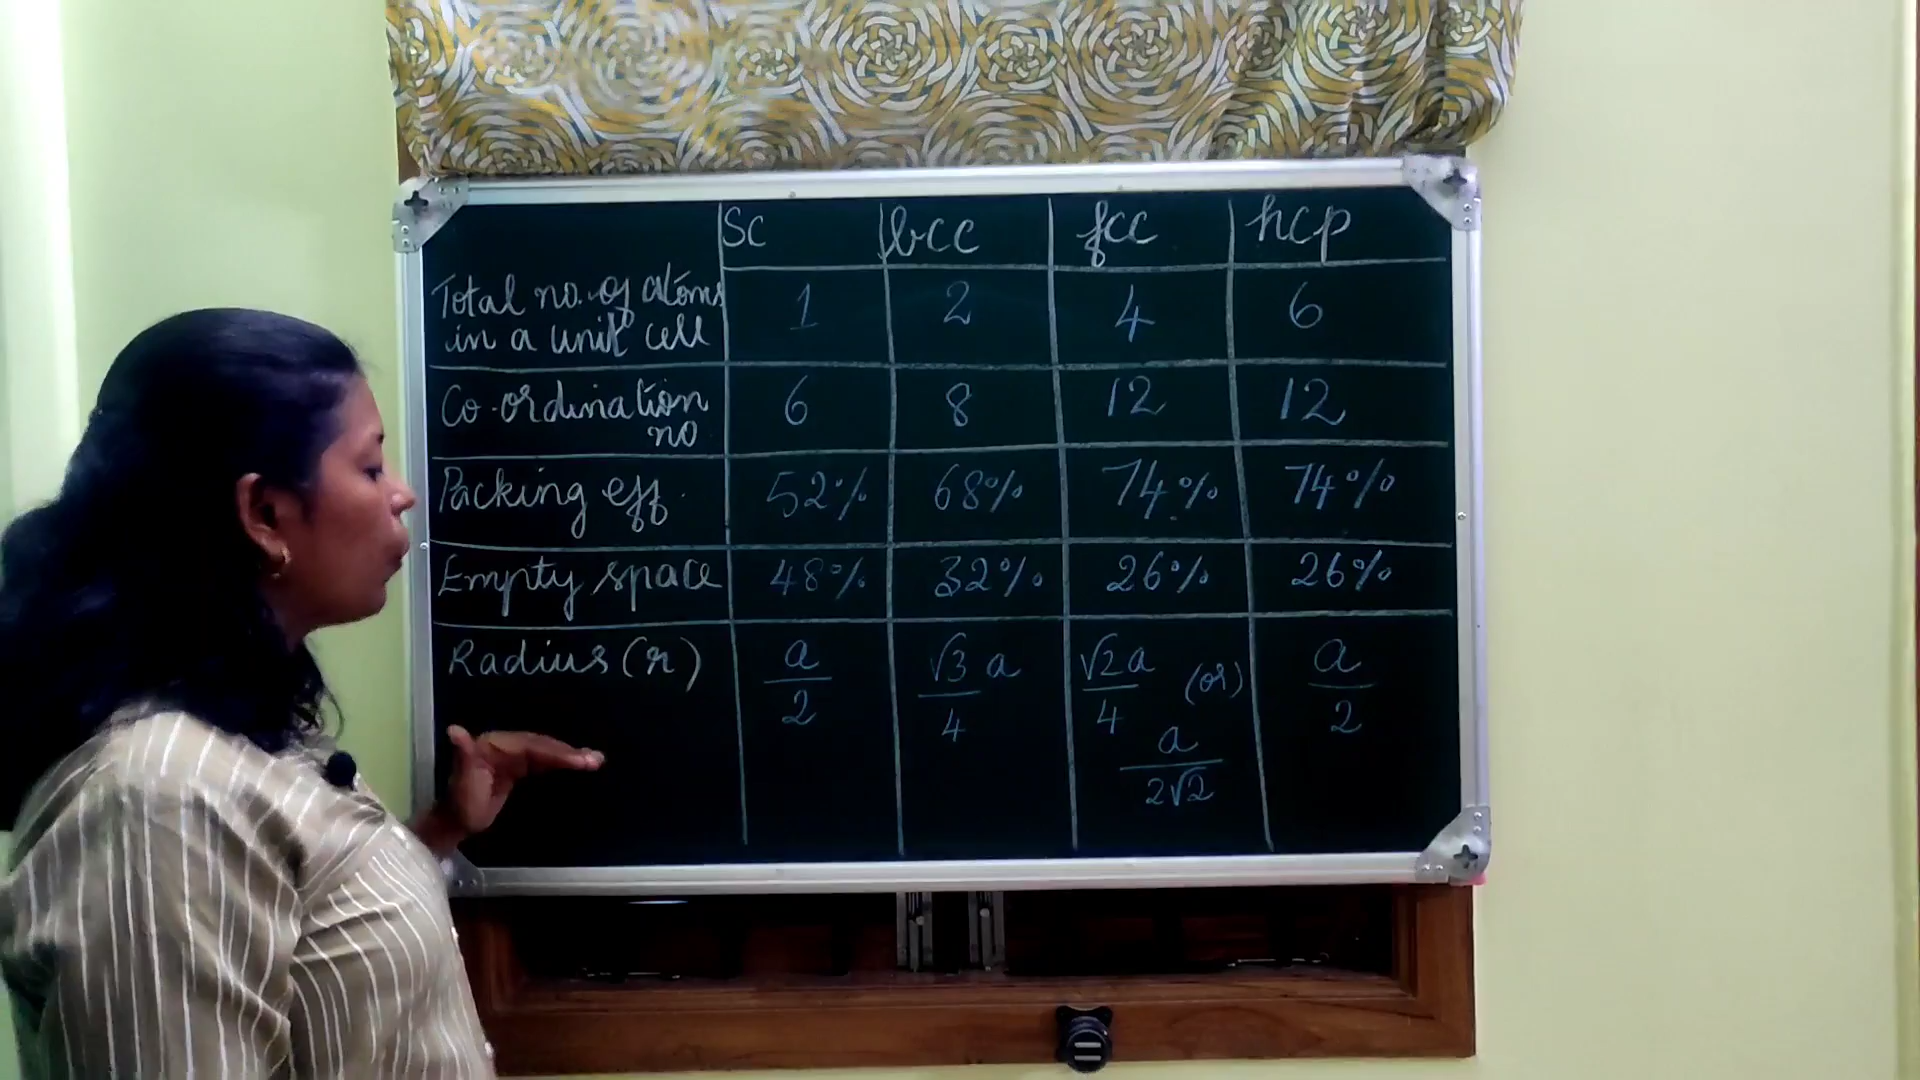 SC bcc fcc hcp
Total no. of atoms
in a unit cell 1 2 4 6
Co-ordination
no 6 8 12 12
Packing eff. 52% 68% 74% 74%
Empty space 48% 32% 26% 26%
Radius (r) a/2 √3/4 a √2a/4 (or) a/2
a/2√2